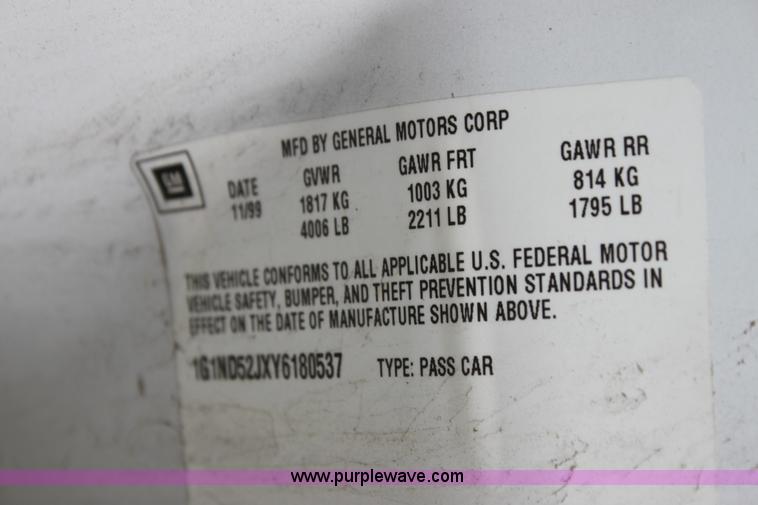 MFD BY GENERAL MOTORS CORP
GM
DATE GVWR GAWR FRT GAWR RR
11/99 1817 KG 1003 KG 814 KG
4006 LB 2211 LB 1795 LB
THIS VEHICLE CONFORMS TO ALL APPLICABLE U.S. FEDERAL MOTOR
VEHICLE SAFETY, BUMPER, AND THEFT PREVENTION STANDARDS IN
EFFECT ON THE DATE OF MANUFACTURE SHOWN ABOVE.
1G1ND52JXY6180537 TYPE: PASS CAR
www.purplewave.com